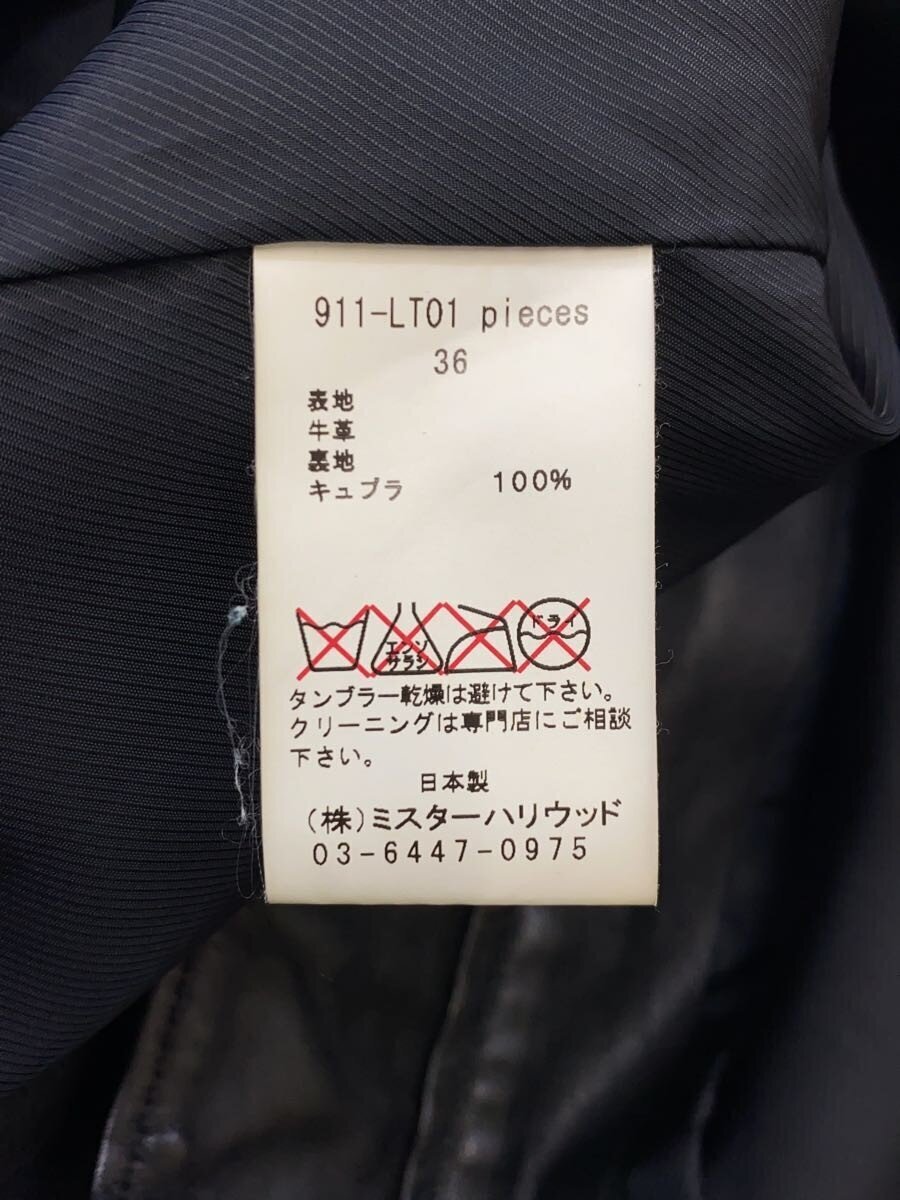 911-LT01 pieces
36
表地
牛革
裏地
キュプラ 100%
エンソ
サラシ
ドライ
タンブラー乾燥は避けて下さい。
クリーニングは専門店にご相談
下さい。
日本製
(株)ミスターハリウッド
03-6447-0975